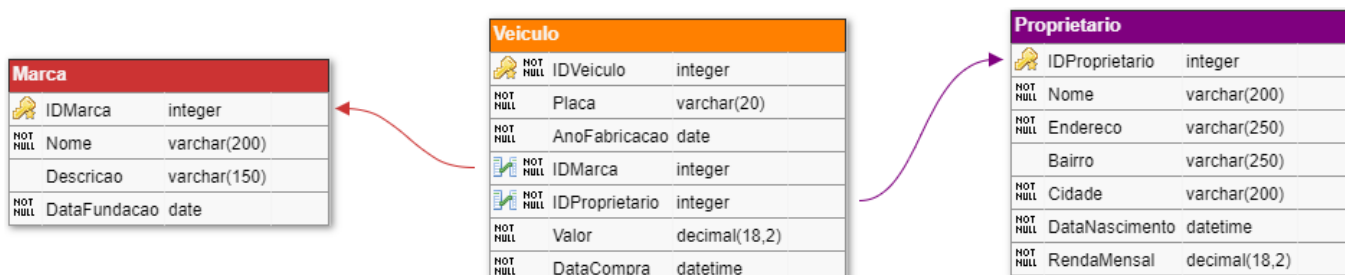 Marca
IDMarca integer
NOT NULL Nome varchar(200)
Descricao varchar(150)
NOT NULL DataFundacao date
Veiculo
NOT NULL IDVeiculo integer
NOT NULL Placa varchar(20)
NOT NULL AnoFabricacao date
NOT NULL IDMarca integer
NOT NULL IDProprietario integer
NOT NULL Valor decimal(18,2)
NOT NULL DataCompra datetime
Proprietario
IDProprietario integer
NOT NULL Nome varchar(200)
NOT NULL Endereco varchar(250)
Bairro varchar(250)
NOT NULL Cidade varchar(200)
NOT NULL DataNascimento datetime
NOT NULL RendaMensal decimal(18,2)